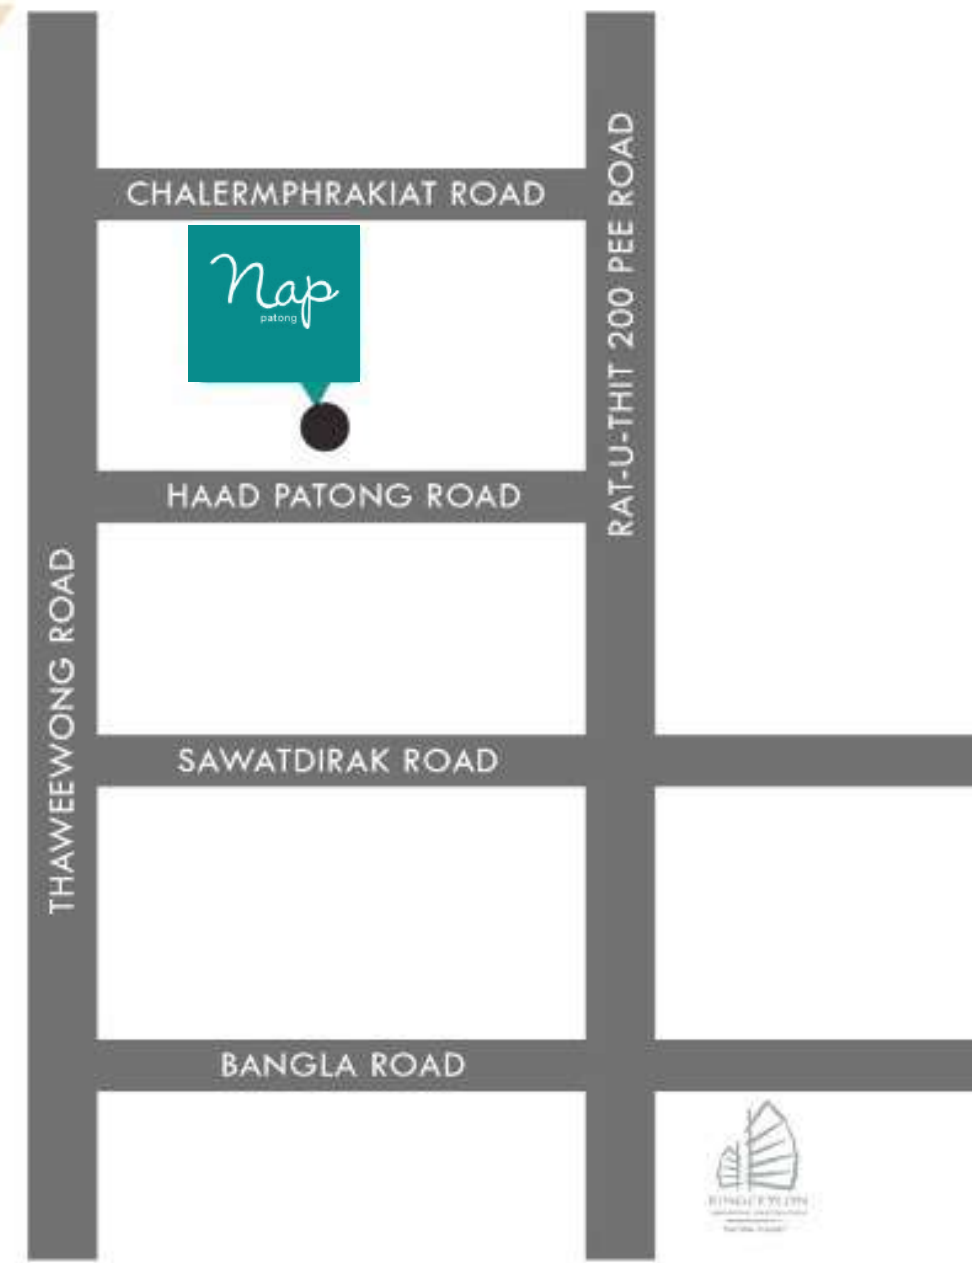 CHALERMPHRAKIAT ROAD
RAT-U-THIT 200 PEE ROAD
Nap
patong
HAAD PATONG ROAD
THAWEEWONG ROAD
SAWATDIRAK ROAD
BANGLA ROAD